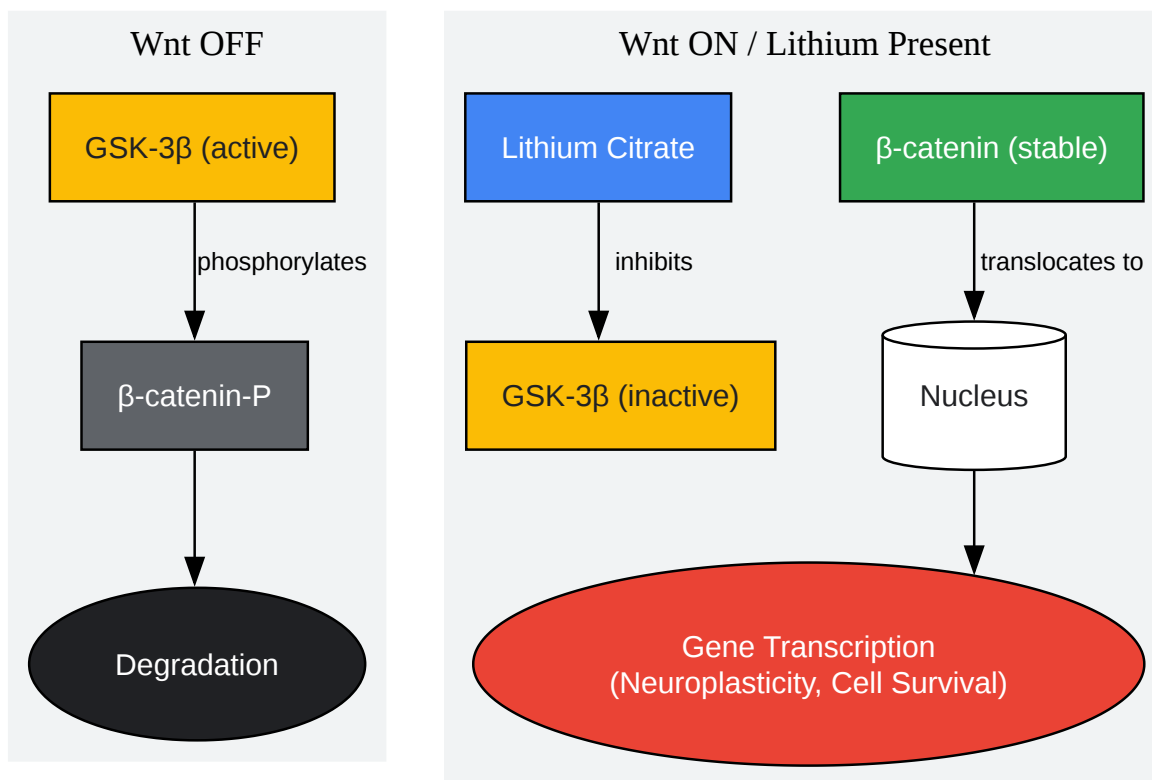 Wnt OFF
GSK-3β (active)
phosphorylates
β-catenin-P
Degradation
Wnt ON / Lithium Present
Lithium Citrate
inhibits
GSK-3β (inactive)
β-catenin (stable)
translocates to
Nucleus
Gene Transcription
(Neuroplasticity, Cell Survival)